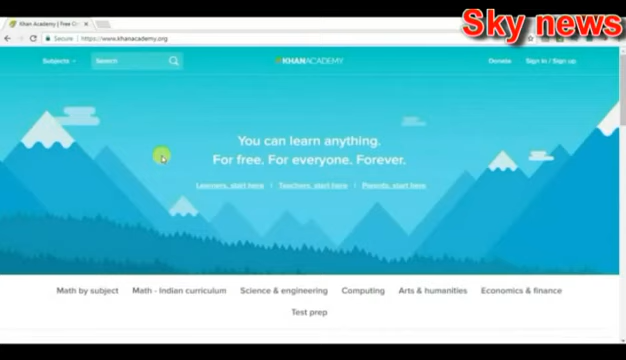 Sky news
Khan Academy | Free C
Secure | https://www.khanacademy.org
Subjects
Search
KHANACADEMY
Donate
Sign in / Sign up
You can learn anything.
For free. For everyone. Forever.
Learners, start here | Teachers, start here | Parents, start here
Math by subject
Math - Indian curriculum
Science & engineering
Computing
Arts & humanities
Economics & finance
Test prep